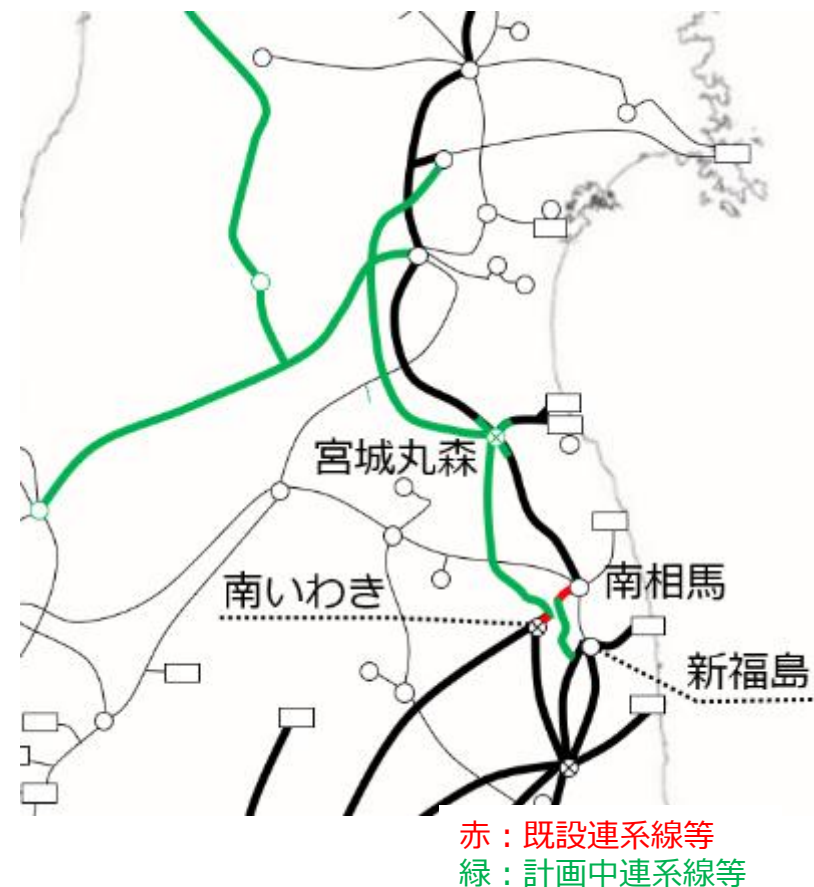 宮城丸森
南いわき
南相馬
新福島
赤：既設連系線等
緑：計画中連系線等